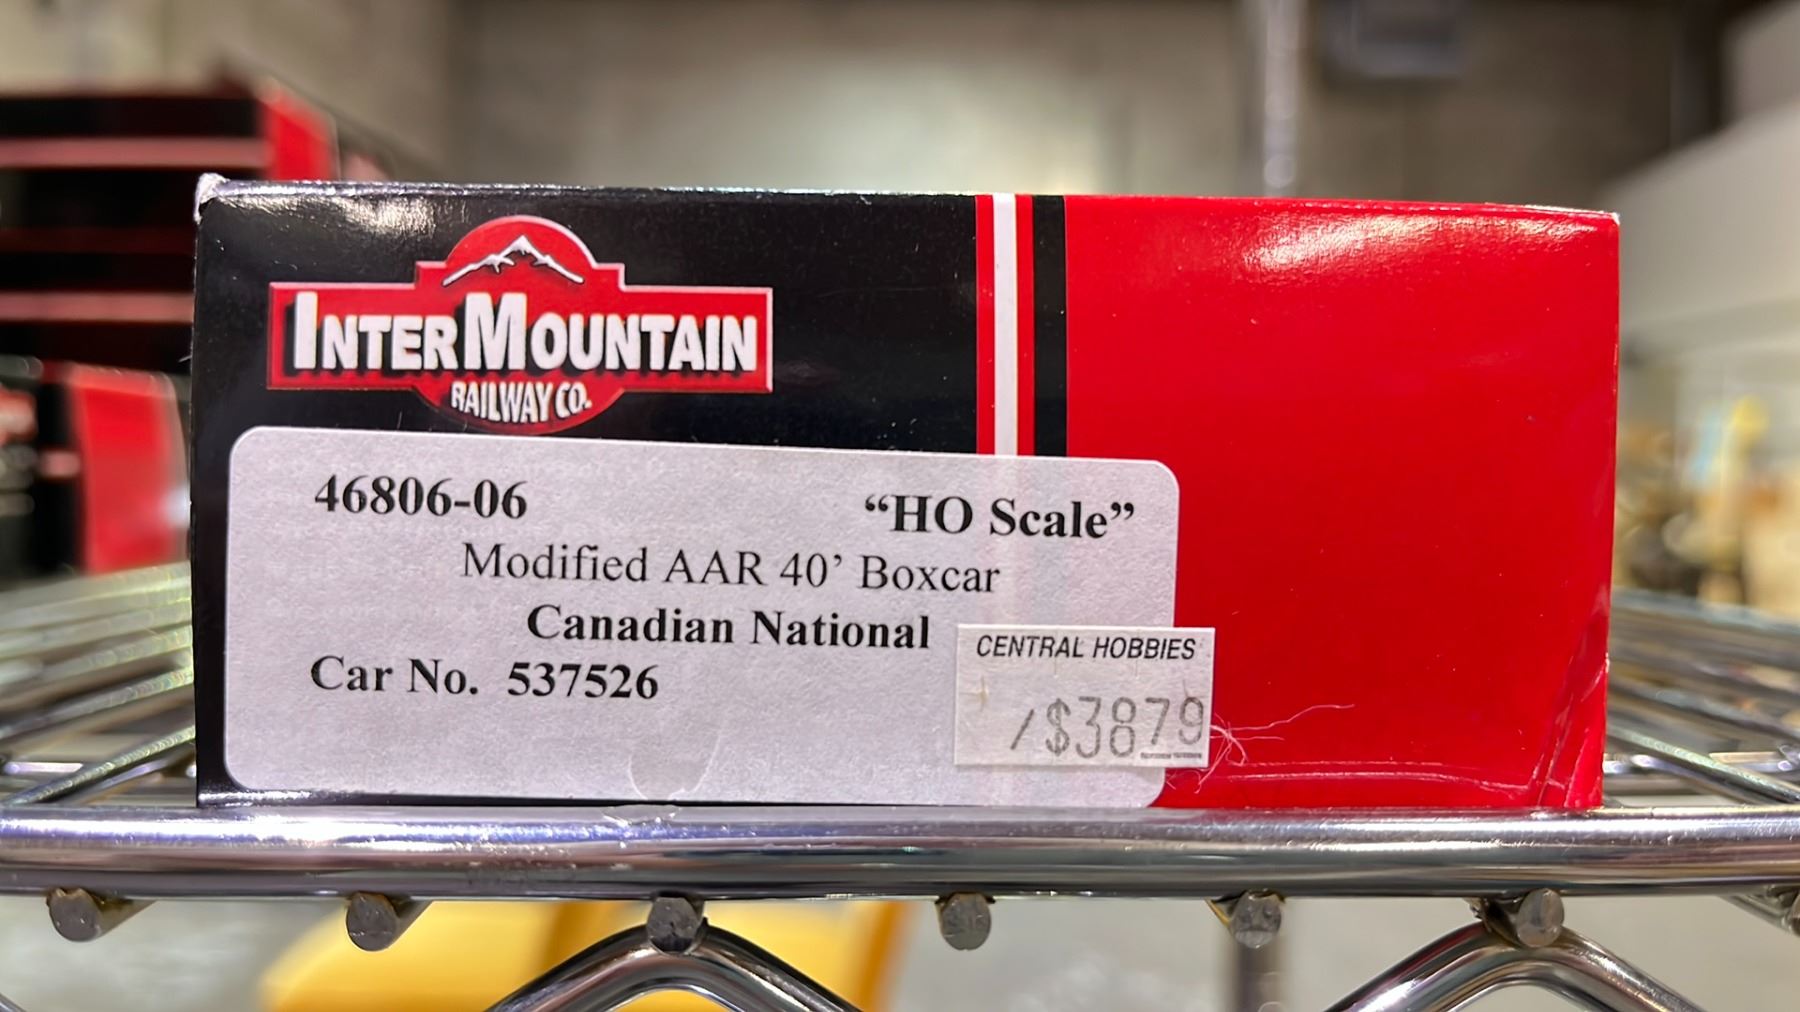 INTERMOUNTAIN
RAILWAY CO.
46806-06 “HO Scale”
Modified AAR 40’ Boxcar
Canadian National
Car No. 537526
CENTRAL HOBBIES
/$3879